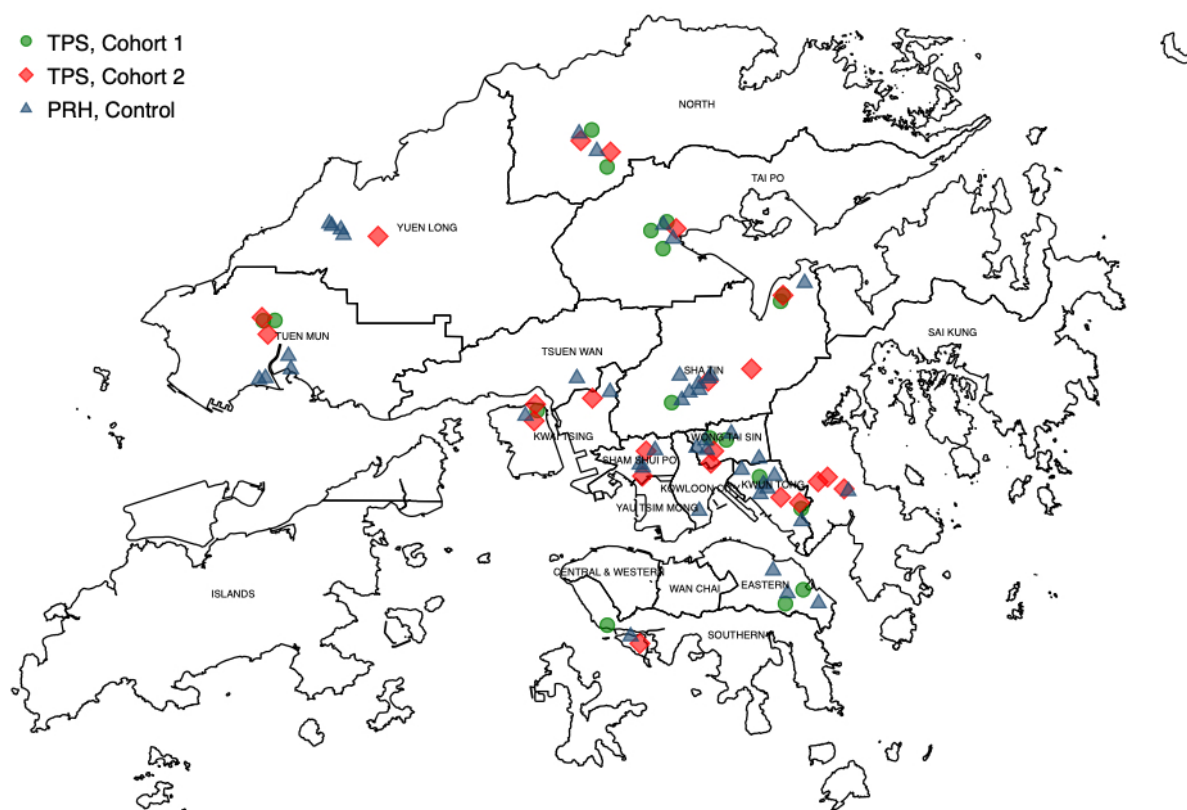 TPS, Cohort 1
TPS, Cohort 2
PRH, Control
NORTH
TAI PO
YUEN LONG
SAI KUNG
TUEN MUN
TSUEN WAN
SHA TIN
KWAI TSING
WONG TAI SIN
SHAM SHUI PO
KWUN TONG
KOWLOON CITY
YAU TSIM MONG
CENTRAL & WESTERN
WAN CHAI
EASTERN
ISLANDS
SOUTHERN